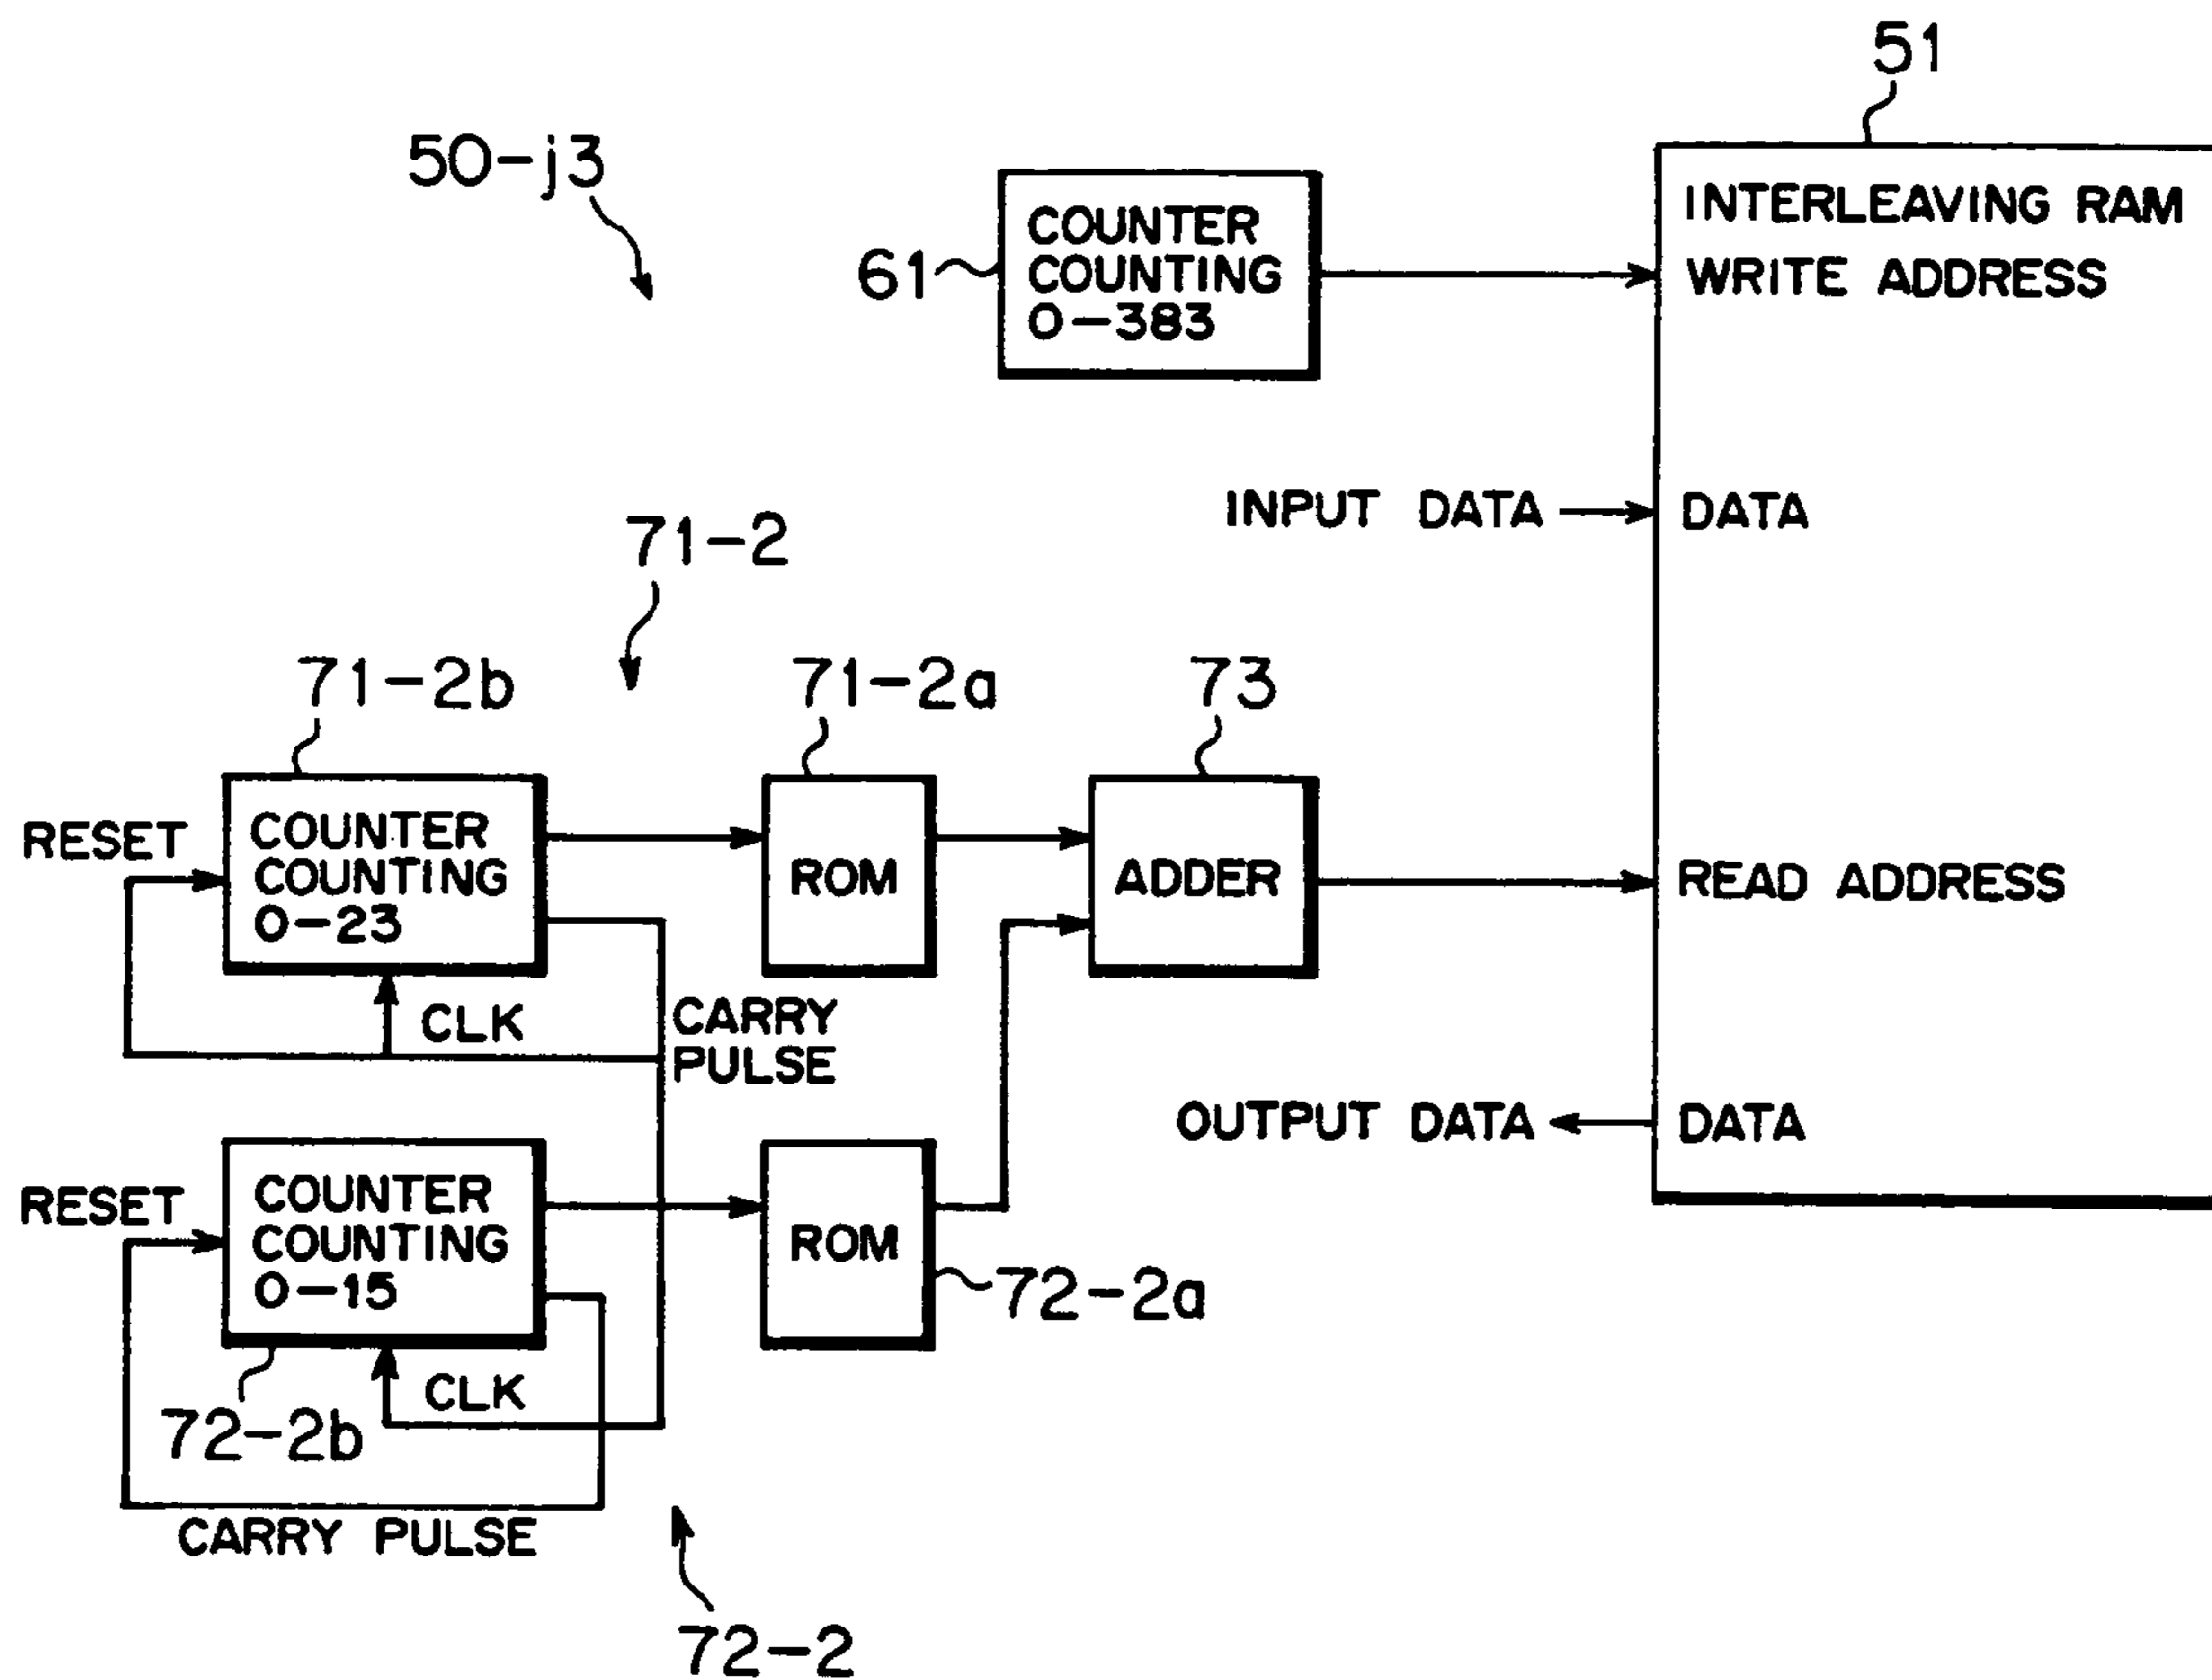 51
50-j3
INTERLEAVING RAM
61
COUNTER
COUNTING
0-383
WRITE ADDRESS
INPUT DATA
DATA
71-2
71-2b
71-2a
73
RESET
COUNTER
COUNTING
0-23
ROM
ADDER
READ ADDRESS
CLK
CARRY
PULSE
OUTPUT DATA
DATA
RESET
COUNTER
COUNTING
0-15
ROM
72-2a
CLK
72-2b
CARRY PULSE
72-2